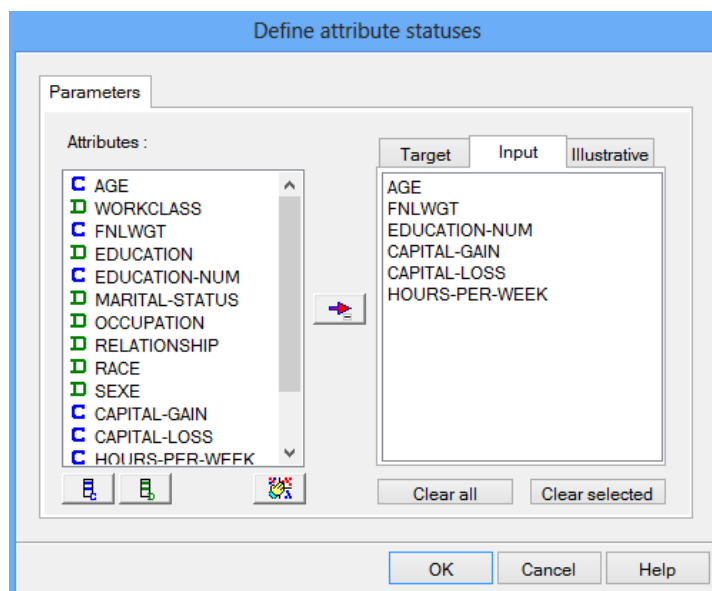 Define attribute statuses
Parameters
Attributes :
C AGE
D WORKCLASS
C FNLWGT
D EDUCATION
C EDUCATION-NUM
D MARITAL-STATUS
D OCCUPATION
D RELATIONSHIP
D RACE
D SEXE
C CAPITAL-GAIN
C CAPITAL-LOSS
C HOURS-PER-WEEK
Target Input Illustrative
AGE
FNLWGT
EDUCATION-NUM
CAPITAL-GAIN
CAPITAL-LOSS
HOURS-PER-WEEK
Clear all Clear selected
OK Cancel Help